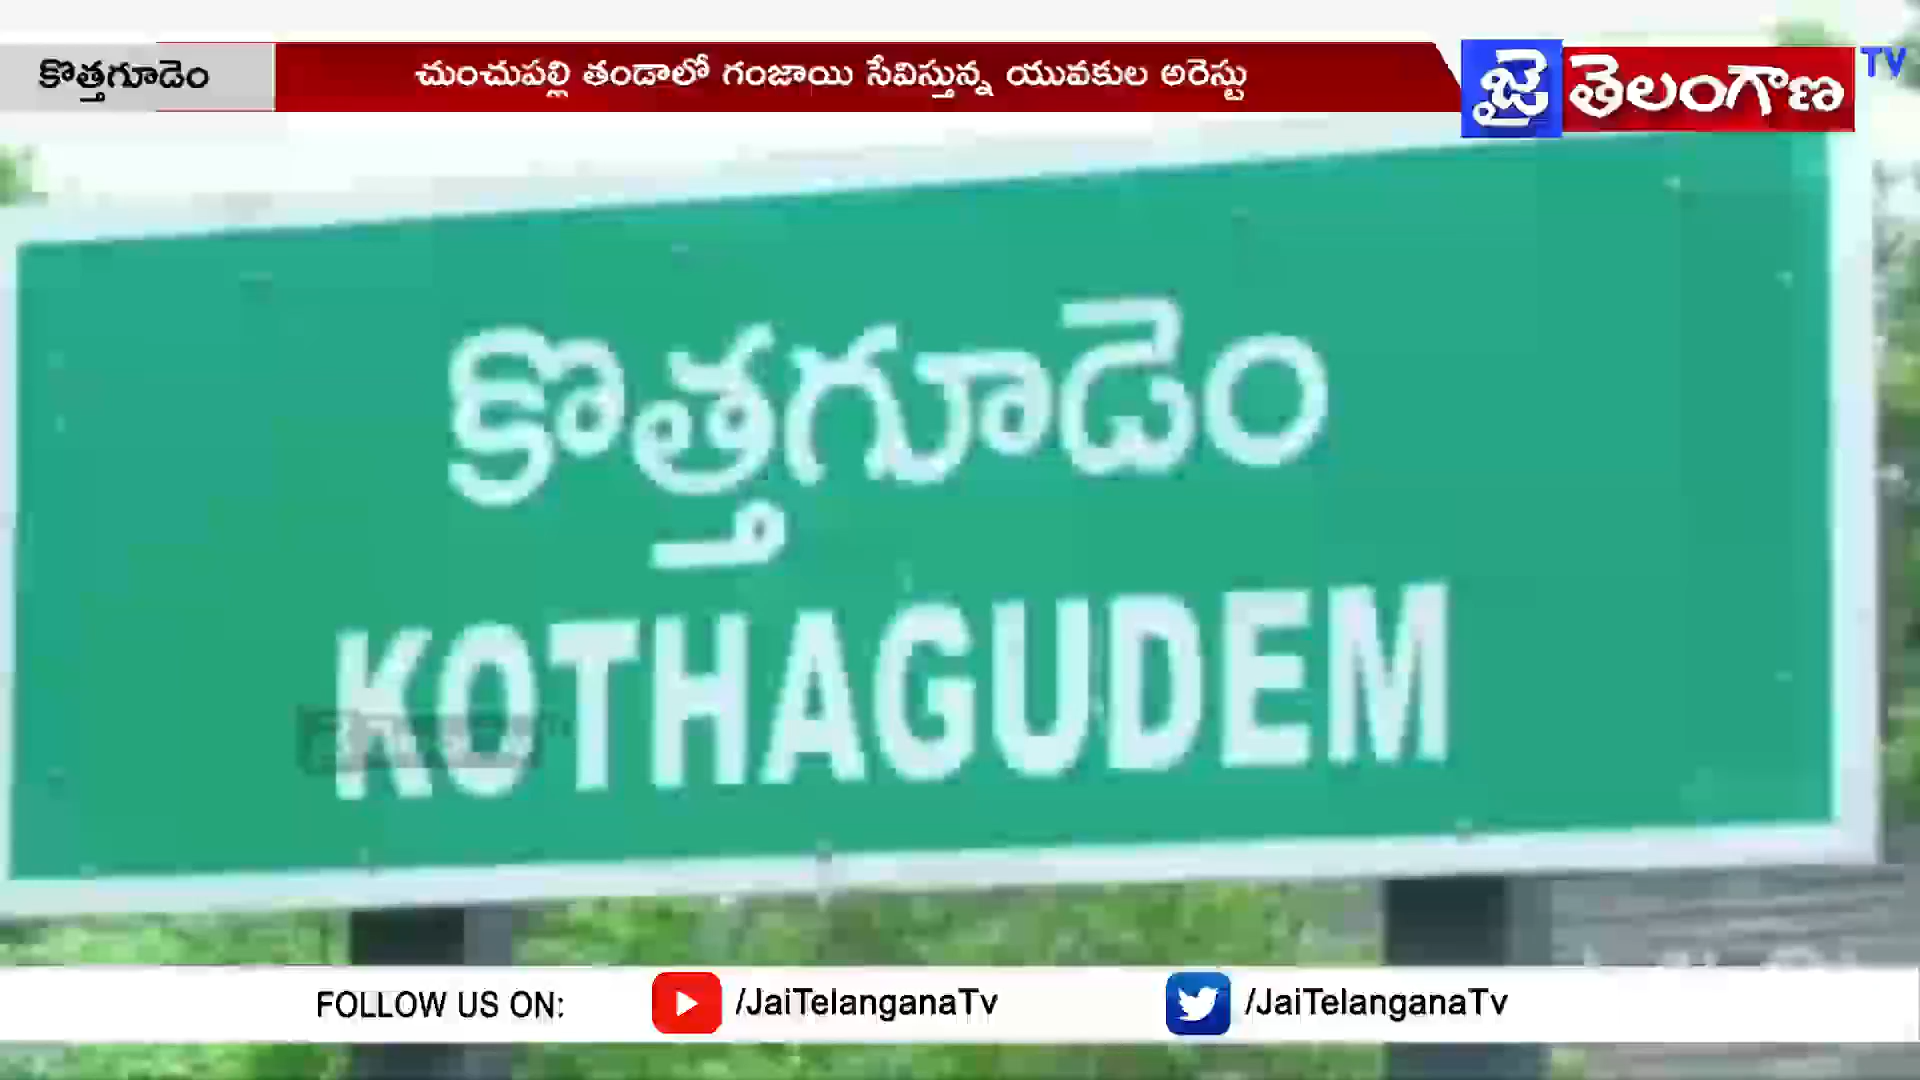 కొత్తగూడెం
చుంచుపల్లి తండాలో గంజాయి సేవిస్తున్న యువకుల అరెస్టు
జై తెలంగాణ TV
కొత్తగూడెం
KOTHAGUDEM
FOLLOW US ON: /JaiTelanganaTv /JaiTelanganaTv